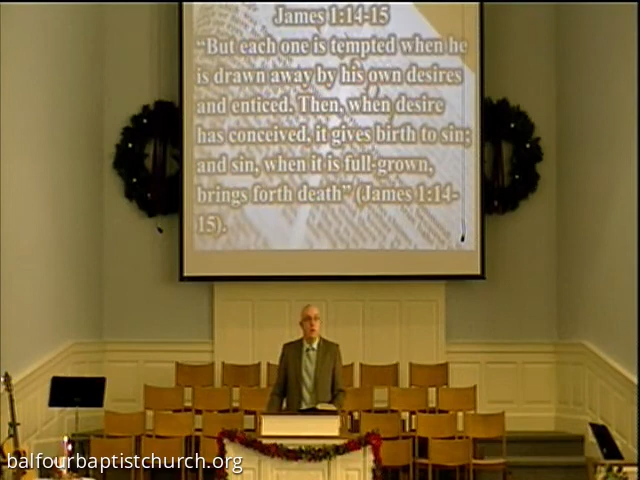 James 1:14-15
“But each one is tempted when he
is drawn away by his own desires
and enticed. Then, when desire
has conceived, it gives birth to sin;
and sin, when it is full-grown,
brings forth death” (James 1:14-
15).
balfourbaptistchurch.org